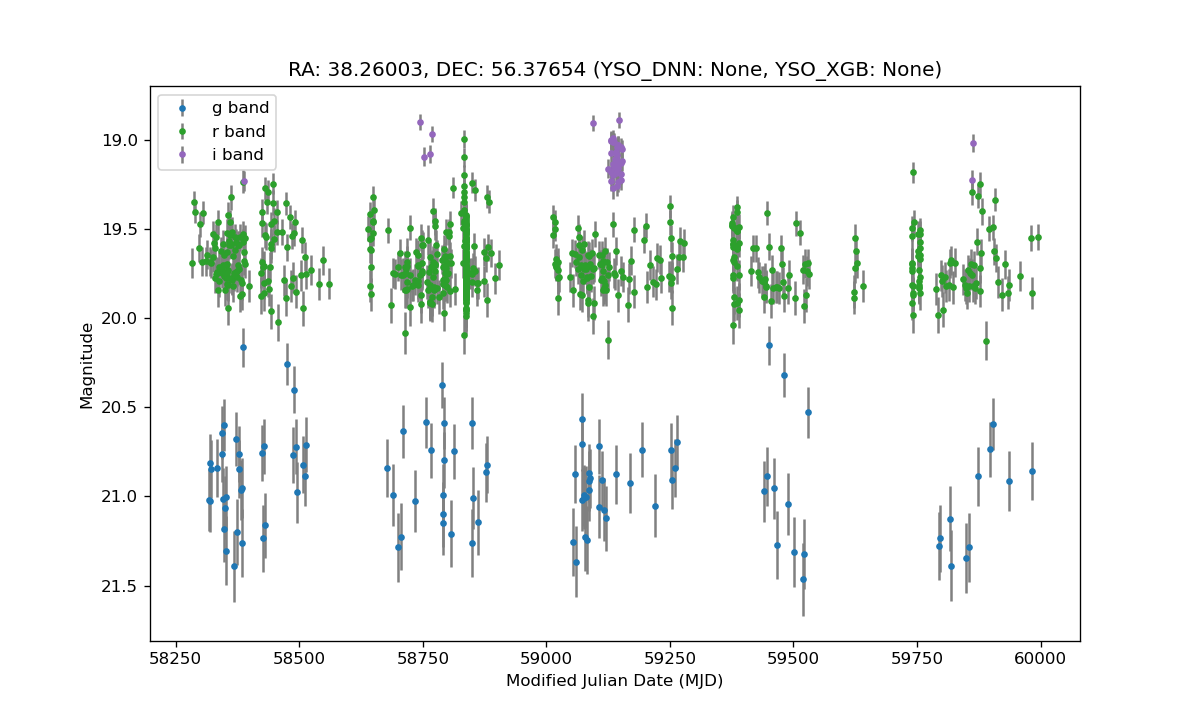 RA: 38.26003, DEC: 56.37654 (YSO_DNN: None, YSO_XGB: None)
g band
r band
i band
19.0
19.5
20.0
20.5
21.0
21.5
Magnitude
58250 58500 58750 59000 59250 59500 59750 60000
Modified Julian Date (MJD)